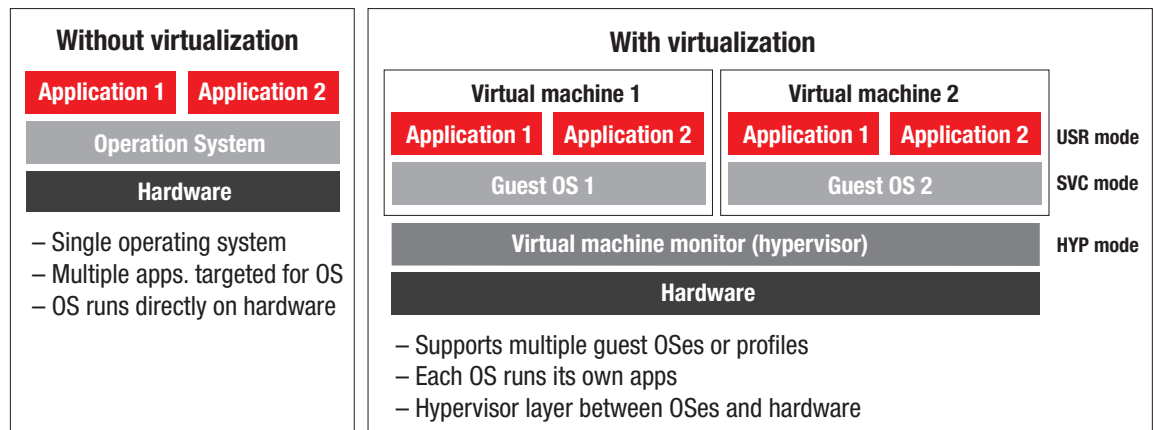 Without virtualization
Application 1 Application 2
Operation System
Hardware
– Single operating system
– Multiple apps. targeted for OS
– OS runs directly on hardware
With virtualization
Virtual machine 1 Virtual machine 2
Application 1 Application 2 Application 1 Application 2 USR mode
Guest OS 1 Guest OS 2 SVC mode
Virtual machine monitor (hypervisor) HYP mode
Hardware
– Supports multiple guest OSes or profiles
– Each OS runs its own apps
– Hypervisor layer between OSes and hardware